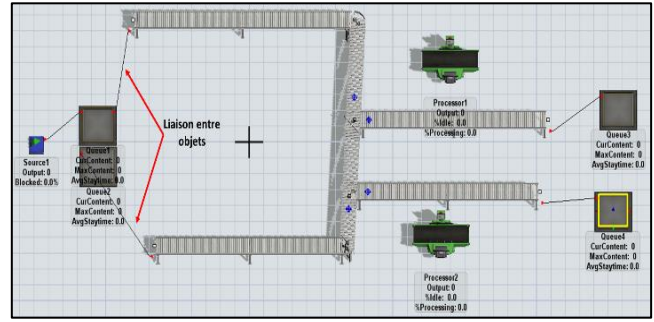 Processor1
Output: 0
%Idle: 0.0
%Processing: 0.0
Liaison entre
objets
Source1
Output: 0
Blocked: 0.0%
Queue1
CurContent: 0
MaxContent: 0
AvgStaytime: 0.0
Queue2
CurContent: 0
MaxContent: 0
AvgStaytime: 0.0
Queue3
CurContent: 0
MaxContent: 0
AvgStaytime: 0.0
Queue4
CurContent: 0
MaxContent: 0
AvgStaytime: 0.0
Processor2
Output: 0
%Idle: 0.0
%Processing: 0.0